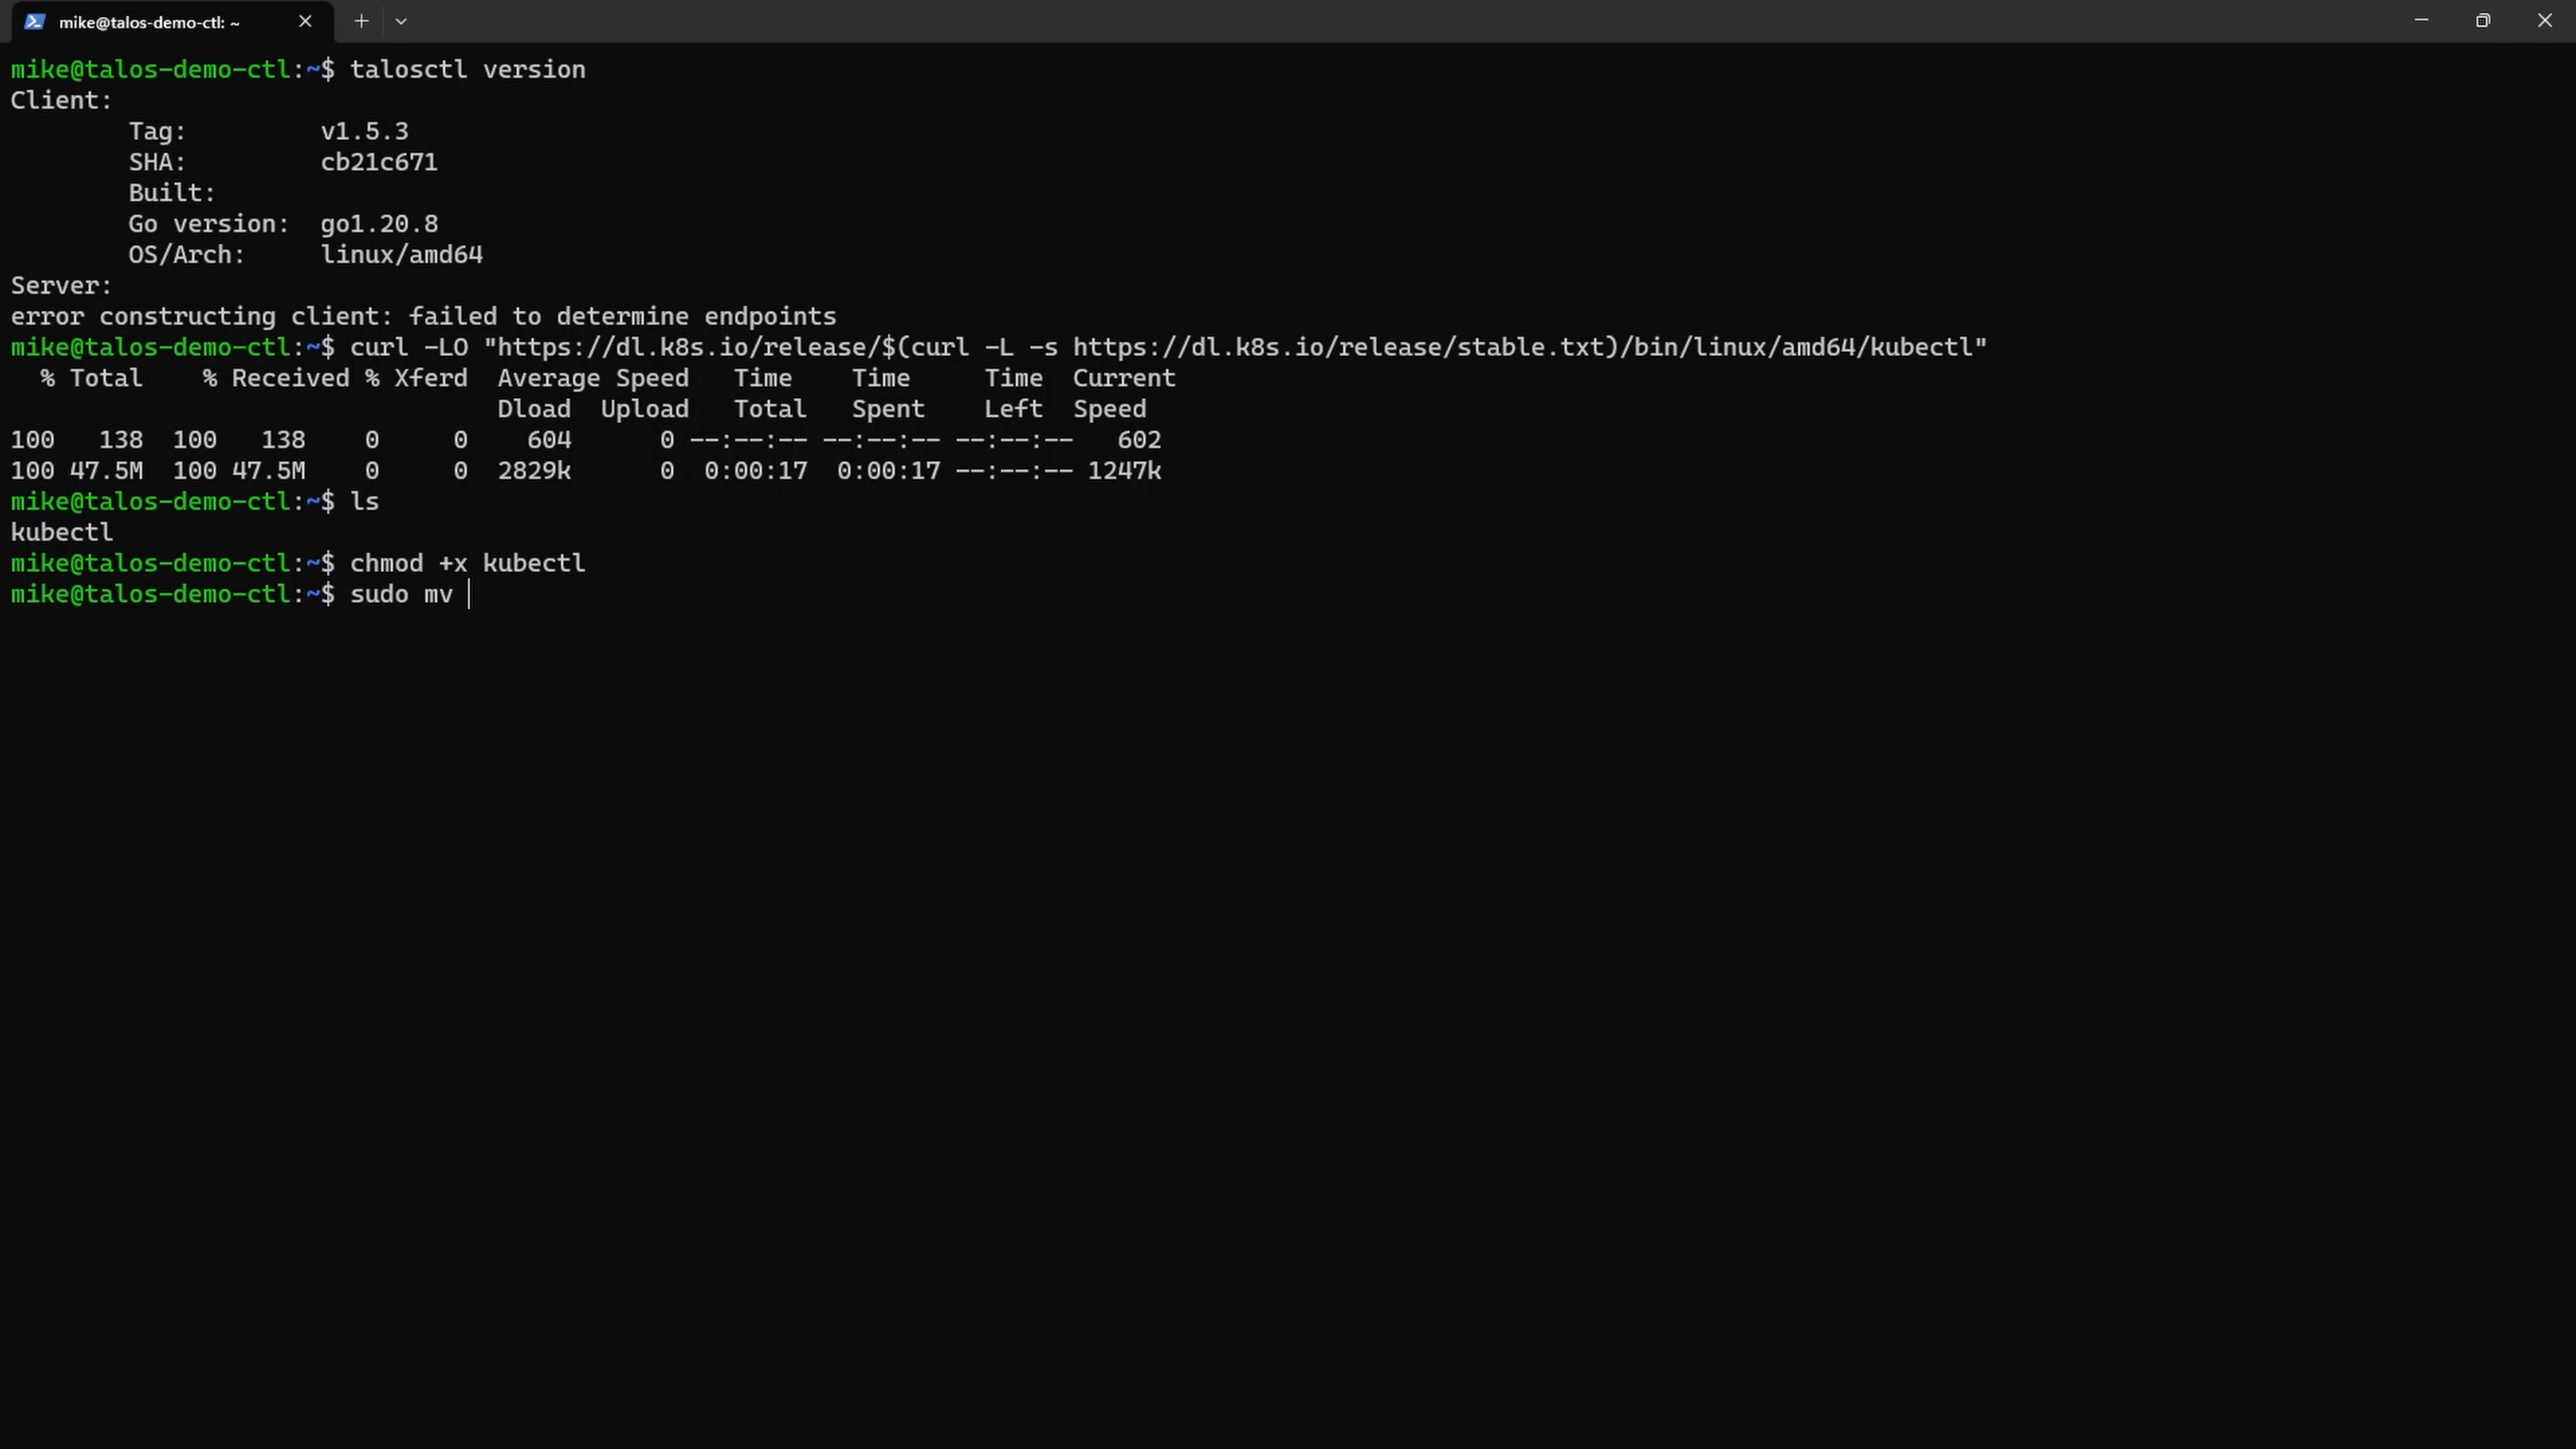 mike@talos-demo-ctl: ~
mike@talos-demo-ctl:~$ talosctl version
Client:
        Tag:         v1.5.3
        SHA:         cb21c671
        Built:
        Go version:  go1.20.8
        OS/Arch:     linux/amd64
Server:
error constructing client: failed to determine endpoints
mike@talos-demo-ctl:~$ curl -LO "https://dl.k8s.io/release/$(curl -L -s https://dl.k8s.io/release/stable.txt)/bin/linux/amd64/kubectl"
  % Total    % Received % Xferd  Average Speed   Time    Time     Time  Current
                                 Dload  Upload   Total   Spent    Left  Speed
100   138  100   138    0     0    604      0 --:--:-- --:--:-- --:--:--   602
100 47.5M  100 47.5M    0     0  2829k      0  0:00:17  0:00:17 --:--:-- 1247k
mike@talos-demo-ctl:~$ ls
kubectl
mike@talos-demo-ctl:~$ chmod +x kubectl
mike@talos-demo-ctl:~$ sudo mv